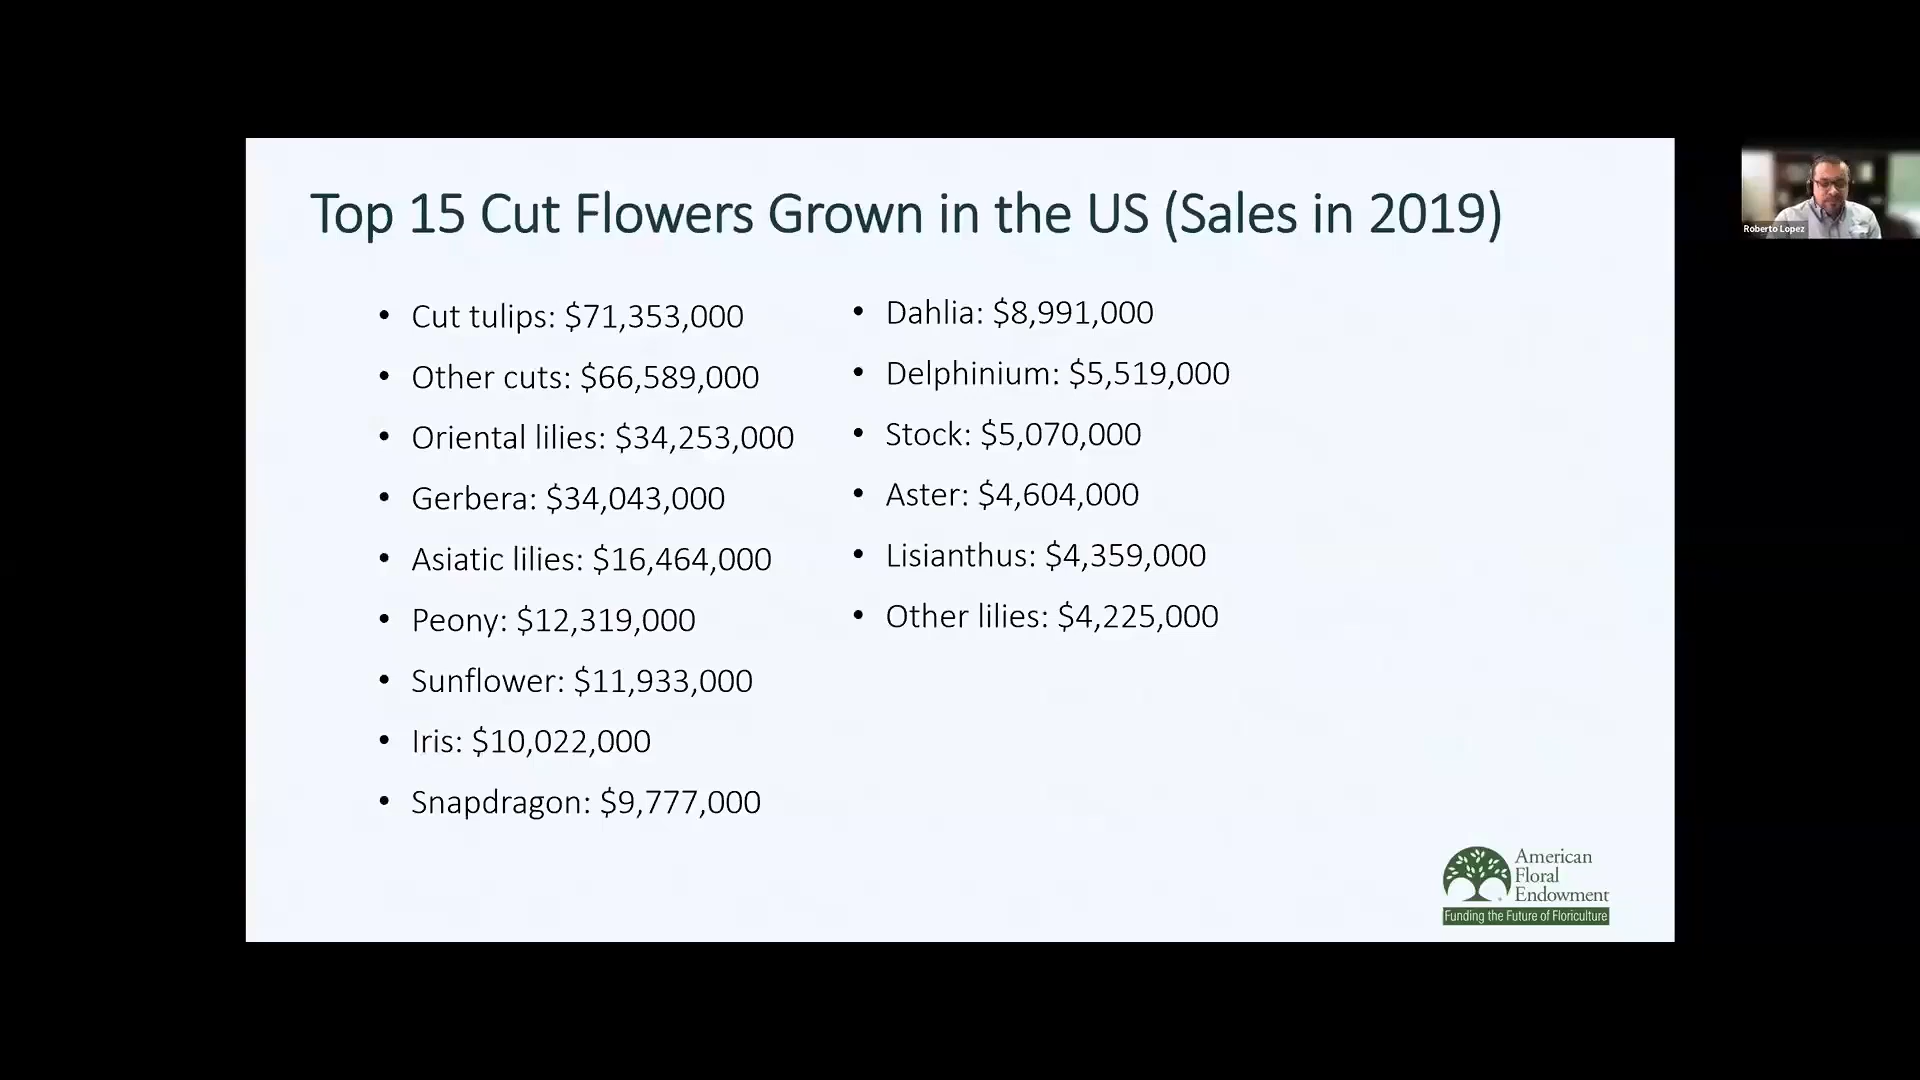 Top 15 Cut Flowers Grown in the US (Sales in 2019)
• Cut tulips: $71,353,000
• Other cuts: $66,589,000
• Oriental lilies: $34,253,000
• Gerbera: $34,043,000
• Asiatic lilies: $16,464,000
• Peony: $12,319,000
• Sunflower: $11,933,000
• Iris: $10,022,000
• Snapdragon: $9,777,000
• Dahlia: $8,991,000
• Delphinium: $5,519,000
• Stock: $5,070,000
• Aster: $4,604,000
• Lisianthus: $4,359,000
• Other lilies: $4,225,000
American
Floral
Endowment
Funding the Future of Floriculture
Roberto Lopez